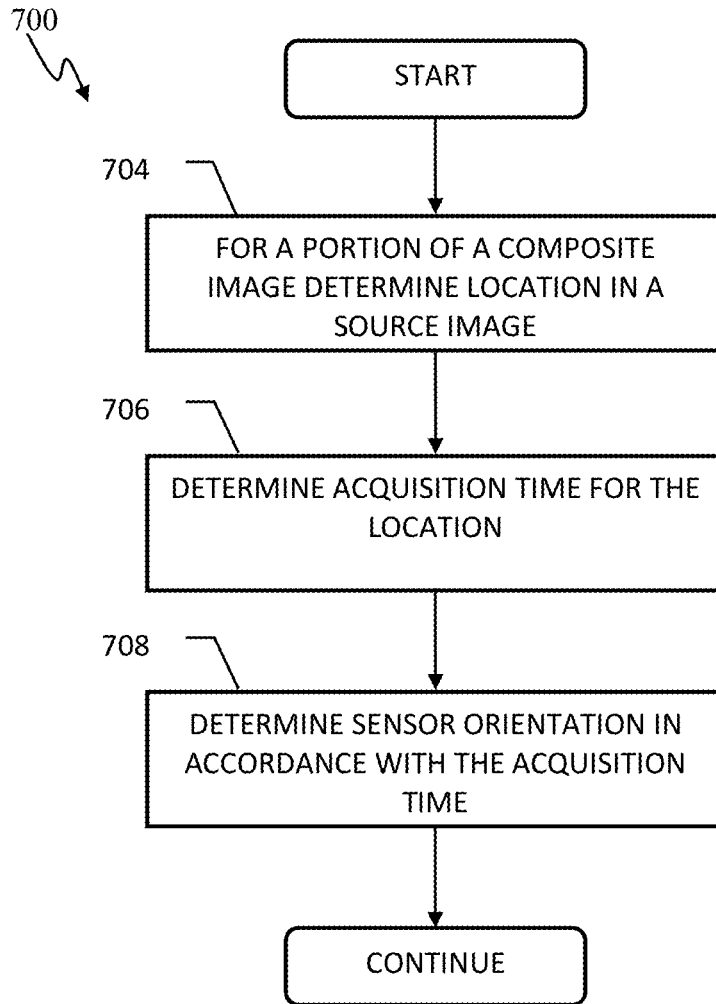 700
START
704
FOR A PORTION OF A COMPOSITE
IMAGE DETERMINE LOCATION IN A
SOURCE IMAGE
706
DETERMINE ACQUISITION TIME FOR THE
LOCATION
708
DETERMINE SENSOR ORIENTATION IN
ACCORDANCE WITH THE ACQUISITION
TIME
CONTINUE